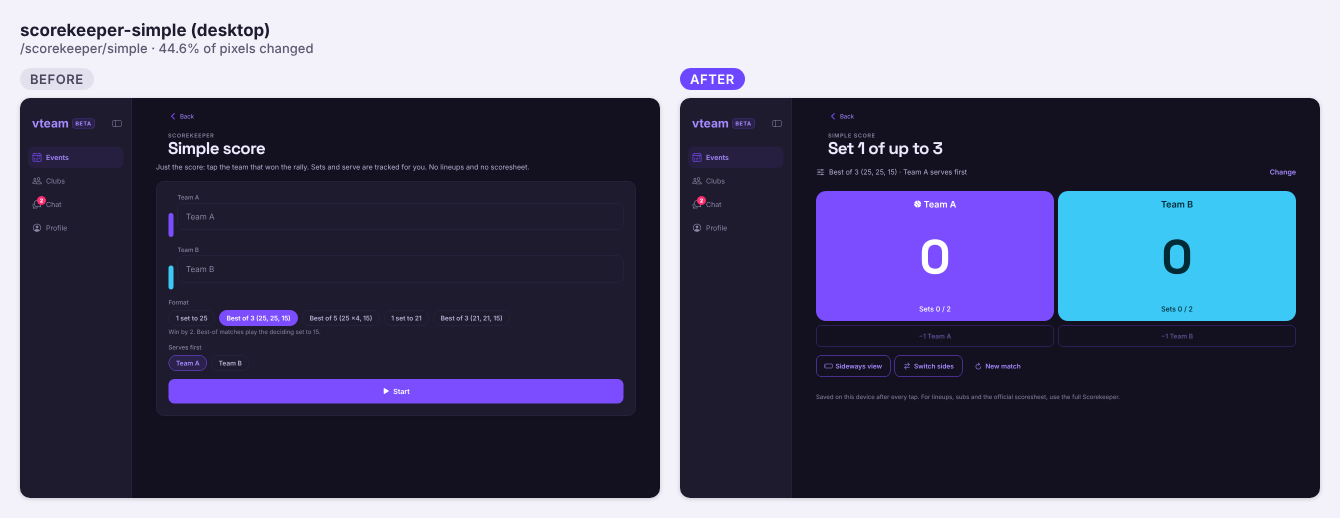 scorekeeper-simple (desktop)
/scorekeeper/simple · 44.6% of pixels changed
BEFORE
vteam BETA
Events
Clubs
2
Chat
Profile
Back
SCOREKEEPER
Simple score
Just the score: tap the team that won the rally. Sets and serve are tracked for you. No lineups and no scoresheet.
Team A
Team A
Team B
Team B
Format
1 set to 25 Best of 3 (25, 25, 15) Best of 5 (25 ×4, 15) 1 set to 21 Best of 3 (21, 21, 15)
Win by 2. Best-of matches play the deciding set to 15.
Serves first
Team A Team B
Start
AFTER
vteam BETA
Events
Clubs
2
Chat
Profile
Back
SIMPLE SCORE
Set 1 of up to 3
Best of 3 (25, 25, 15) · Team A serves first Change
Team A Team B
0 0
Sets 0 / 2 Sets 0 / 2
−1 Team A −1 Team B
Sideways view Switch sides New match
Saved on this device after every tap. For lineups, subs and the official scoresheet, use the full Scorekeeper.